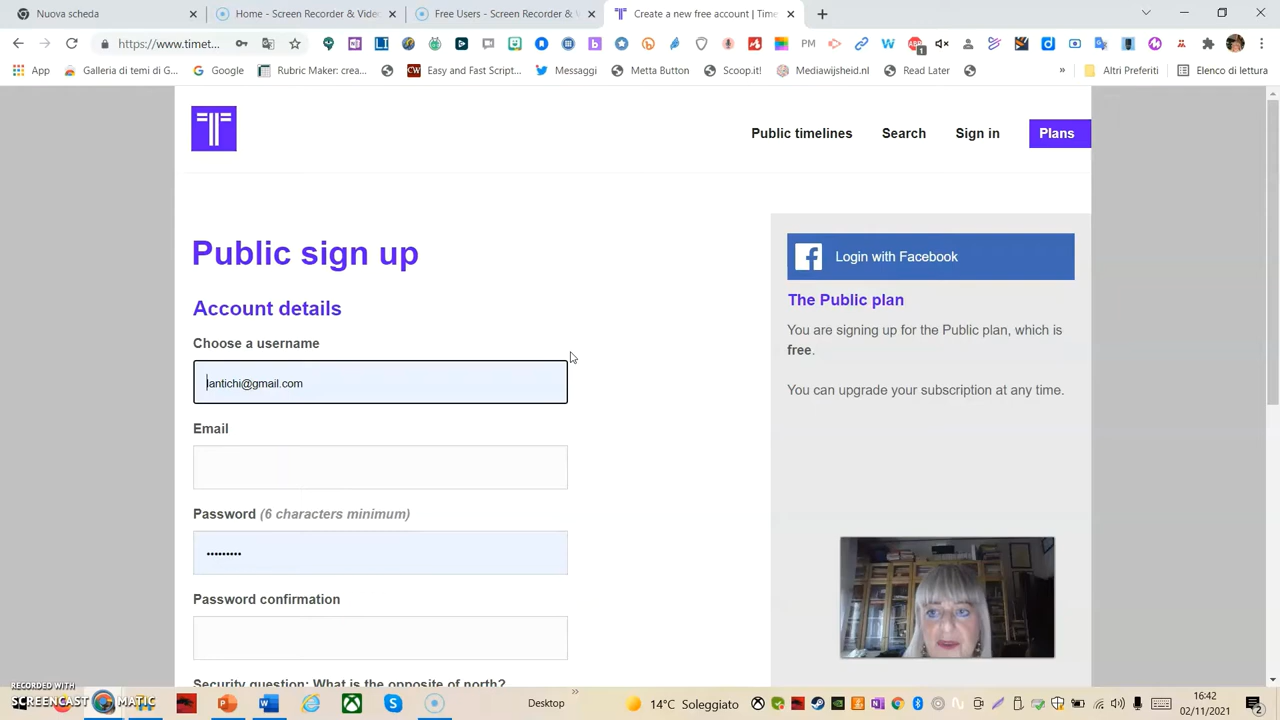 Nuova scheda
Home - Screen Recorder & Vide
Free Users - Screen Recorder & V
Create a new free account | Time
https://www.timet...
PM
App
Galleria di temi di G...
Google
Rubric Maker: crea...
Easy and Fast Script...
Messaggi
Metta Button
Scoop.it!
Mediawijsheid.nl
Read Later
»
Altri Preferiti
Elenco di lettura
Public timelines
Search
Sign in
Plans
Public sign up
Account details
Choose a username
lantichi@gmail.com
Email
Password (6 characters minimum)
•••••••••
Password confirmation
Security question: What is the opposite of north?
Login with Facebook
The Public plan
You are signing up for the Public plan, which is
free.
You can upgrade your subscription at any time.
RECORDED WITH
SCREENCAST MATIC
Desktop
»
14°C Soleggiato
16:42
02/11/2021